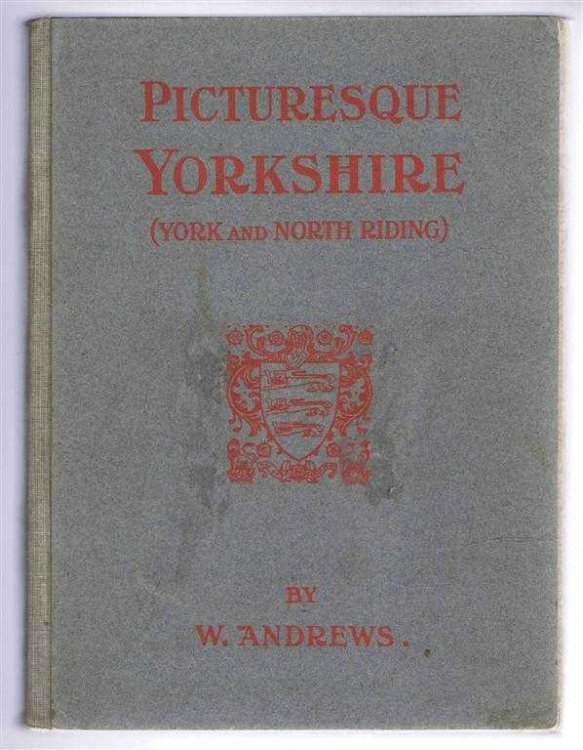 PICTURESQUE
YORKSHIRE
(YORK AND NORTH RIDING)
BY
W. ANDREWS.